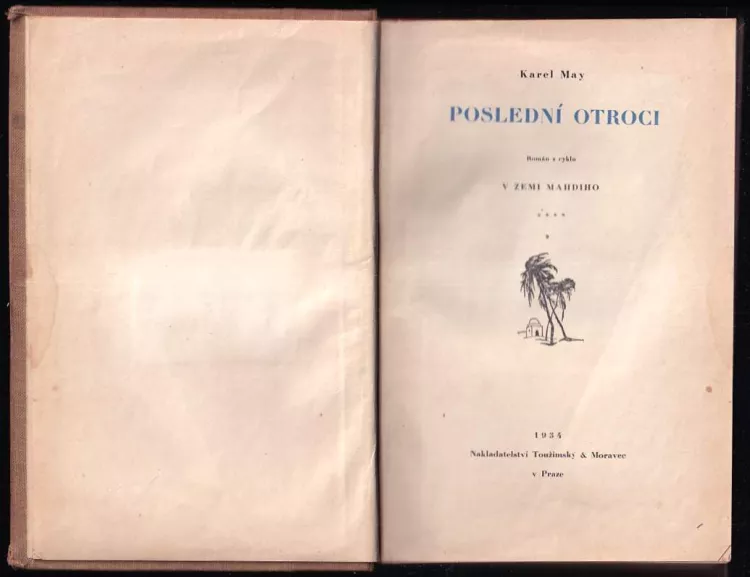 Karel May
POSLEDNÍ OTROCI
Román z cyklu
V ZEMI MAHDIHO
* * * *
*
1934
Nakladatelství Toužimský & Moravec
v Praze